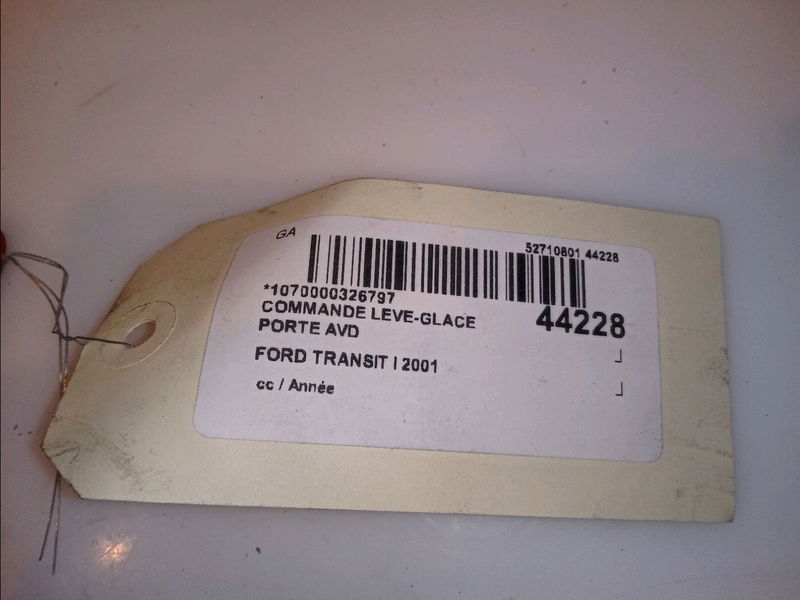 GA
52710801 44228
*1070000326797
COMMANDE LEVE-GLACE
PORTE AVD
44228
FORD TRANSIT I 2001
cc / Année